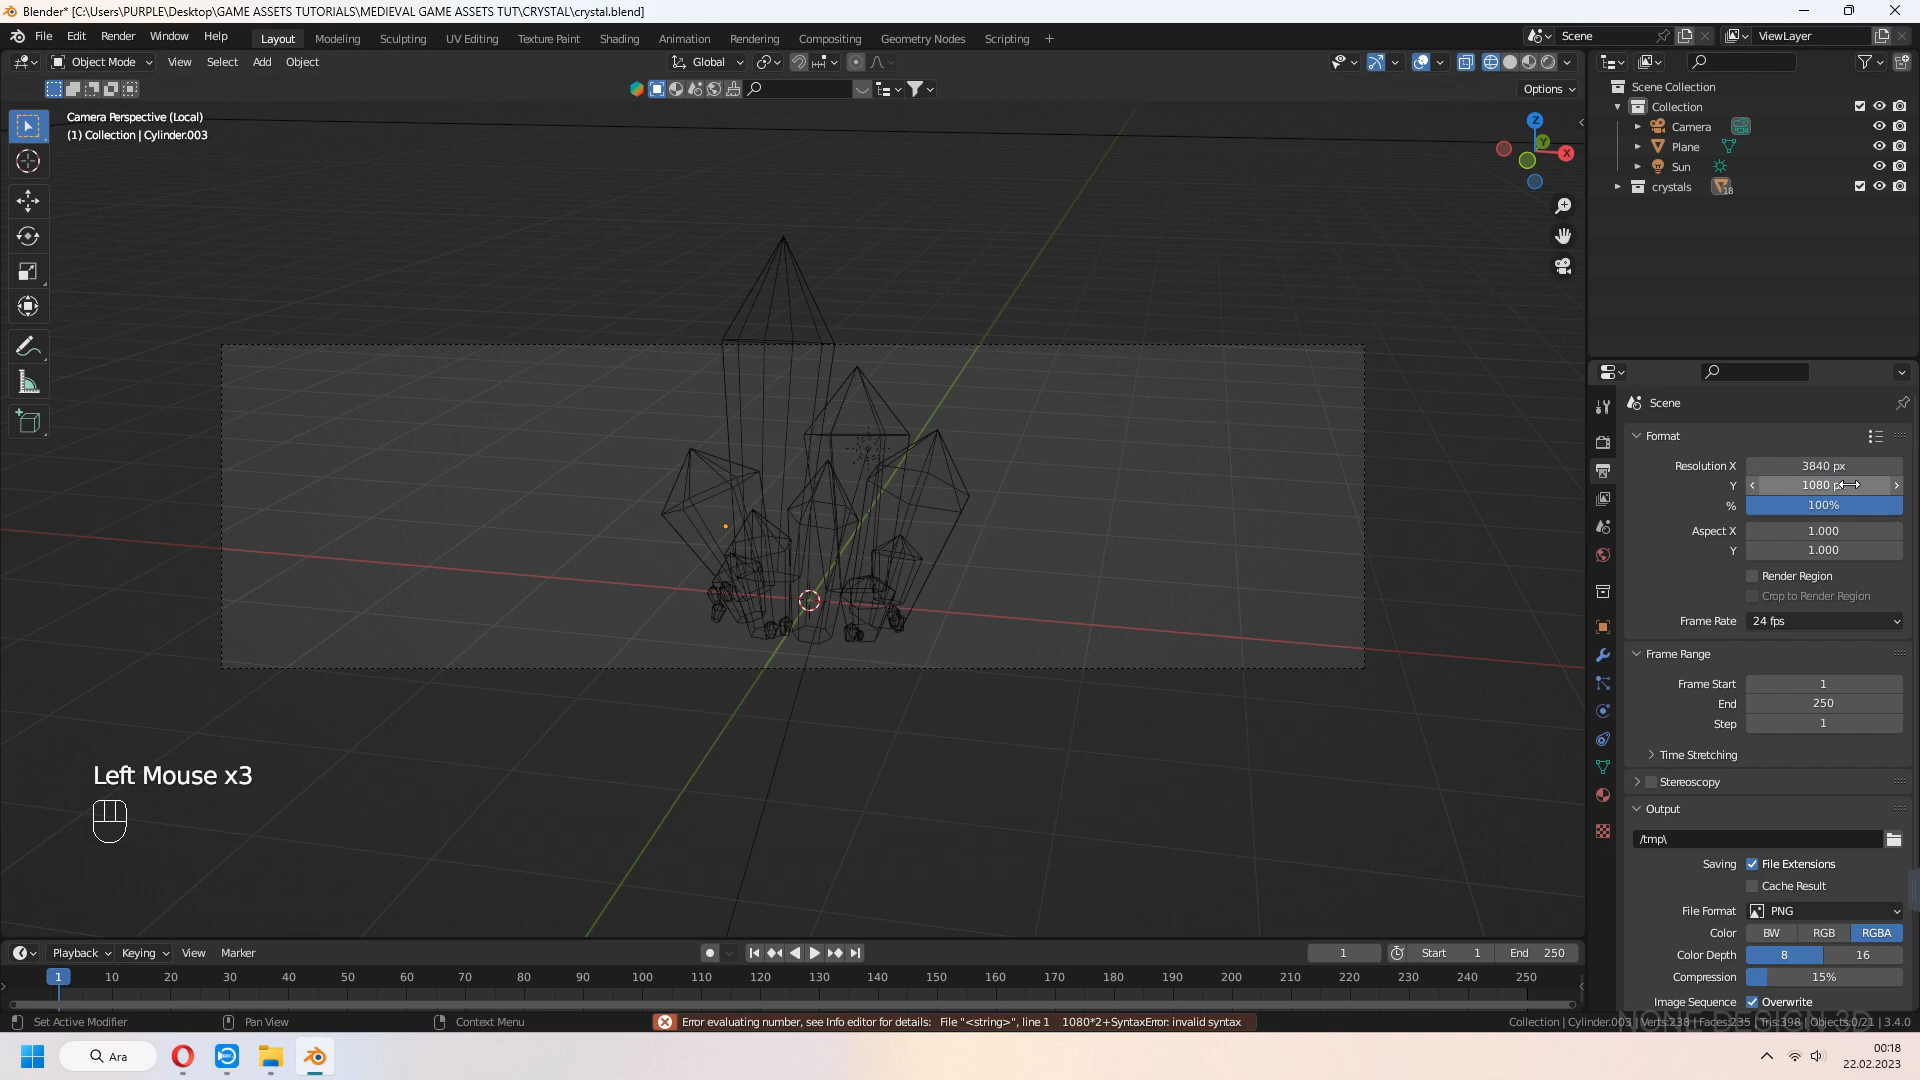 Blender* [C:\Users\PURPLE\Desktop\GAME ASSETS TUTORIALS\MEDIEVAL GAME ASSETS TUT\CRYSTAL\crystal.blend]
File Edit Render Window Help Layout Modeling Sculpting UV Editing Texture Paint Shading Animation Rendering Compositing Geometry Nodes Scripting + Scene ViewLayer
Object Mode View Select Add Object Global
Options
Scene Collection
Collection
Camera
Plane
Sun
crystals 18
Camera Perspective (Local)
(1) Collection | Cylinder.003
Z
Y
X
Scene
Format
Resolution X 3840 px
Y 1080 p
% 100%
Aspect X 1.000
Y 1.000
Render Region
Crop to Render Region
Frame Rate 24 fps
Frame Range
Frame Start 1
End 250
Step 1
Time Stretching
Stereoscopy
Output
/tmp\
Saving File Extensions
Cache Result
File Format PNG
Color BW RGB RGBA
Color Depth 8 16
Compression 15%
Image Sequence Overwrite
Left Mouse x3
Playback Keying View Marker 1 Start 1 End 250
1 10 20 30 40 50 60 70 80 90 100 110 120 130 140 150 160 170 180 190 200 210 220 230 240 250
Set Active Modifier Pan View Context Menu Error evaluating number, see Info editor for details: File "<string>", line 1 1080*2+SyntaxError: invalid syntax Collection | Cylinder.003 | Verts:238 | Faces:235 | Tris:398 | Objects:0/21 | 3.4.0
NONE DESIGN 3D
Ara
00:18
22.02.2023